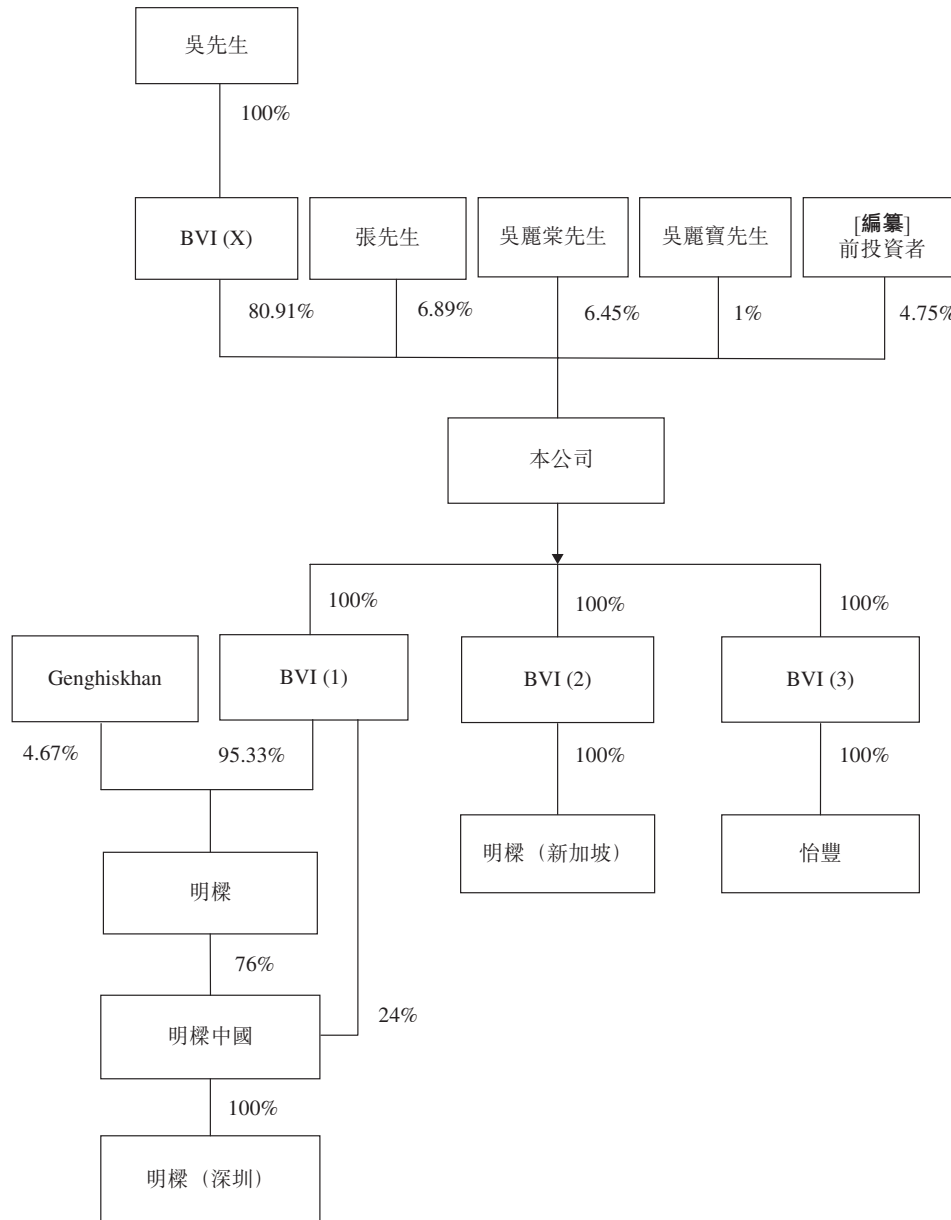 吳先生
100%
BVI (X)
張先生
吳麗棠先生
吳麗寶先生
[編纂]
前投資者
80.91%
6.89%
6.45%
1%
4.75%
本公司
100%
100%
100%
Genghiskhan
BVI (1)
BVI (2)
BVI (3)
4.67%
95.33%
100%
100%
明樑
明樑（新加坡）
怡豐
76%
明樑中國
24%
100%
明樑（深圳）